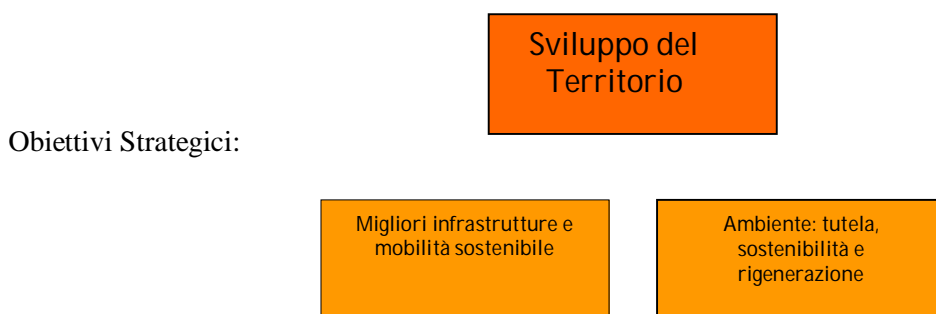 Sviluppo del
Territorio
Obiettivi Strategici:
Migliori infrastrutture e
mobilità sostenibile
Ambiente: tutela,
sostenibilità e
rigenerazione